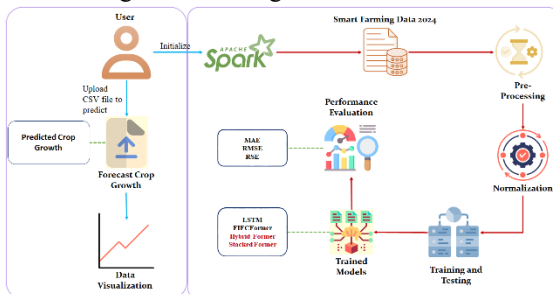 User
Initialize
APACHE
Spark
Smart Farming Data 2024
Pre-
Processing
Upload
CSV file to
predict
Predicted Crop
Growth
Forecast Crop
Growth
Data
Visualization
Performance
Evaluation
MAE
RMSE
RSE
Normalization
LSTM
FIFCFormer
Hybrid Former
Stacked Former
Trained
Models
Training and
Testing